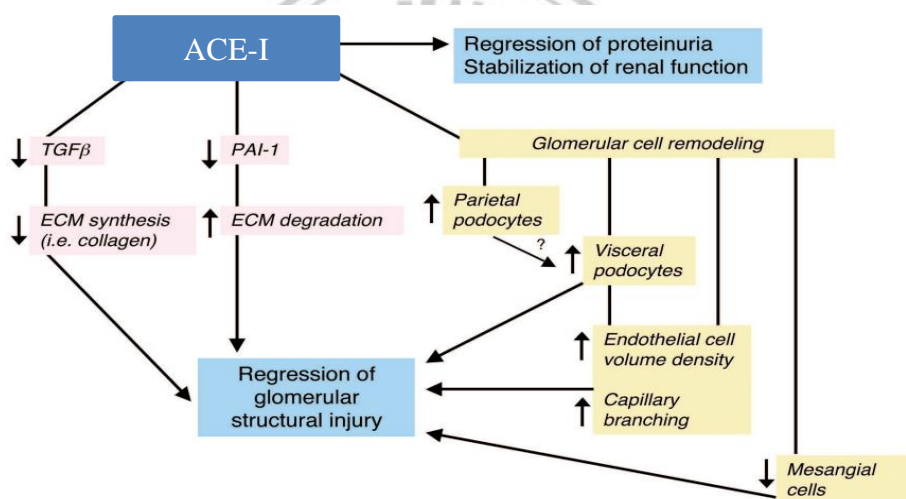 ACE-I
Regression of proteinuria
Stabilization of renal function
TGFβ
PAI-1
Glomerular cell remodeling
Parietal
podocytes
ECM synthesis
(i.e. collagen)
ECM degradation
?
Visceral
podocytes
Endothelial cell
volume density
Regression of
glomerular
structural injury
Capillary
branching
Mesangial
cells